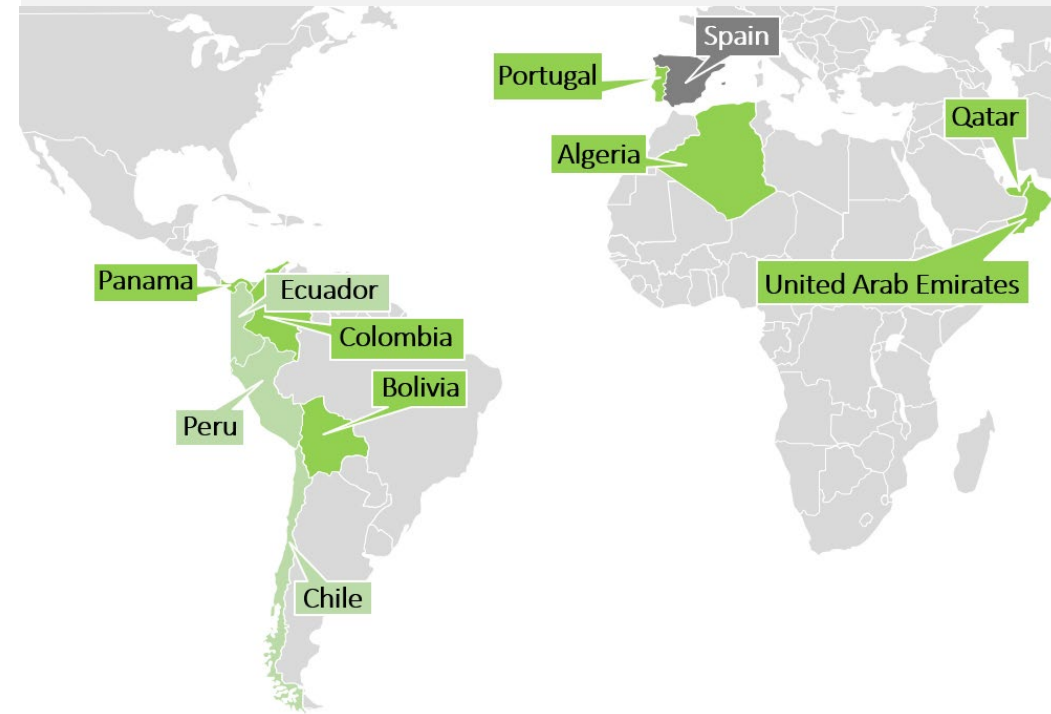 Spain
Portugal
Qatar
Algeria
Panama
Ecuador
United Arab Emirates
Colombia
Bolivia
Peru
Chile